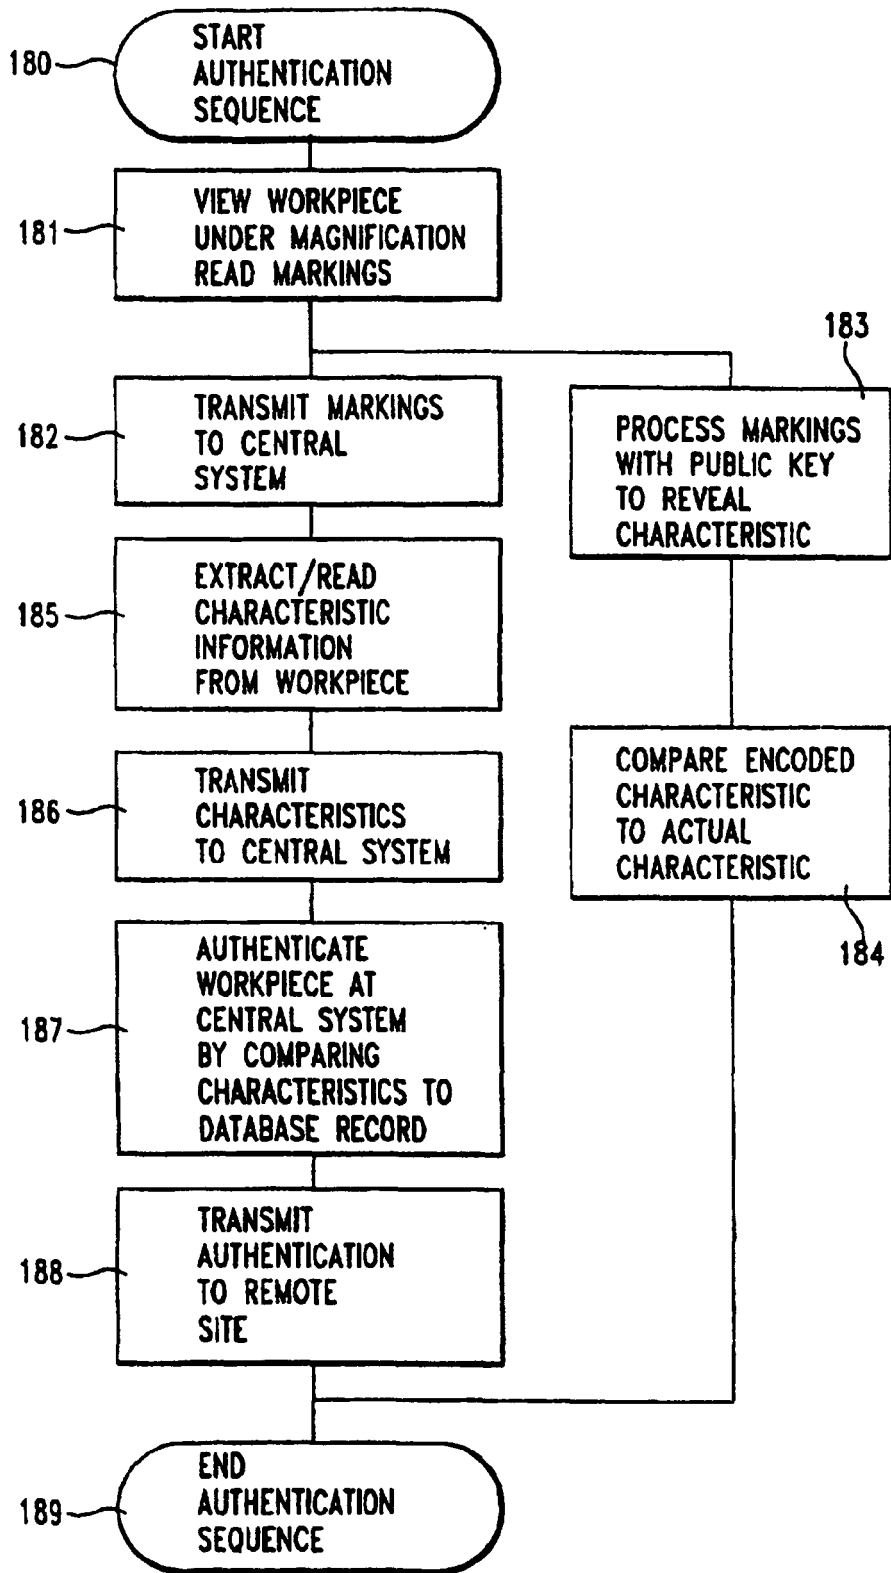 180
START
AUTHENTICATION
SEQUENCE
181
VIEW WORKPIECE
UNDER MAGNIFICATION
READ MARKINGS
182
TRANSMIT MARKINGS
TO CENTRAL
SYSTEM
183
PROCESS MARKINGS
WITH PUBLIC KEY
TO REVEAL
CHARACTERISTIC
185
EXTRACT/READ
CHARACTERISTIC
INFORMATION
FROM WORKPIECE
186
TRANSMIT
CHARACTERISTICS
TO CENTRAL SYSTEM
COMPARE ENCODED
CHARACTERISTIC
TO ACTUAL
CHARACTERISTIC
184
187
AUTHENTICATE
WORKPIECE AT
CENTRAL SYSTEM
BY COMPARING
CHARACTERISTICS TO
DATABASE RECORD
188
TRANSMIT
AUTHENTICATION
TO REMOTE
SITE
189
END
AUTHENTICATION
SEQUENCE